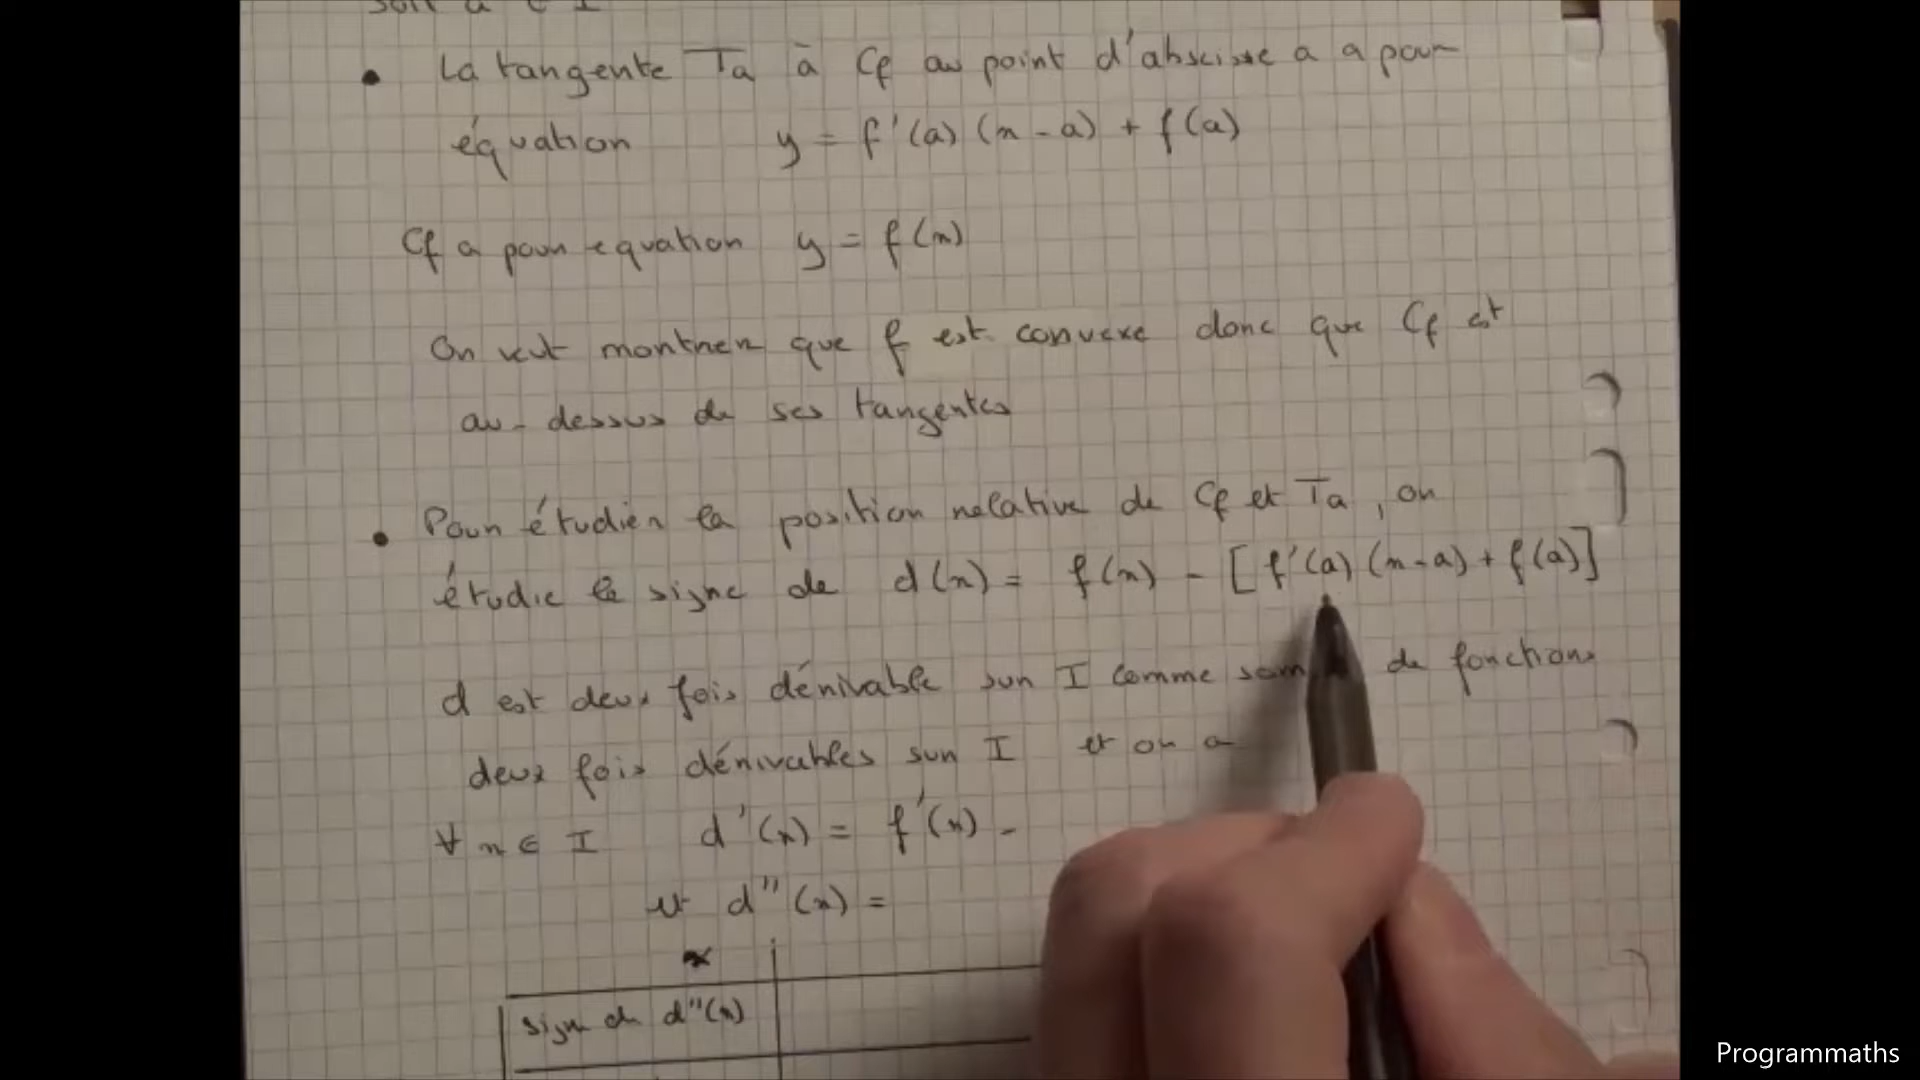 Soit a ∈ I
• La tangente Ta à Cf au point d'abscisse a a pour
équation y = f'(a) (x - a) + f(a)
Cf a pour equation y = f(x)
On veut montrer que f est convexe donc que Cf est
au-dessus de ses tangentes
• Pour étudier la position relative de Cf et Ta, on
étudie le signe de d(x) = f(x) - [f'(a) (x-a) + f(a)]
d est deux fois dérivable sur I comme som de fonctions
deux fois dérivables sur I et on a
∀ x ∈ I d'(x) = f'(x) -
et d''(x) =
x
signe de d''(x)
Programmaths